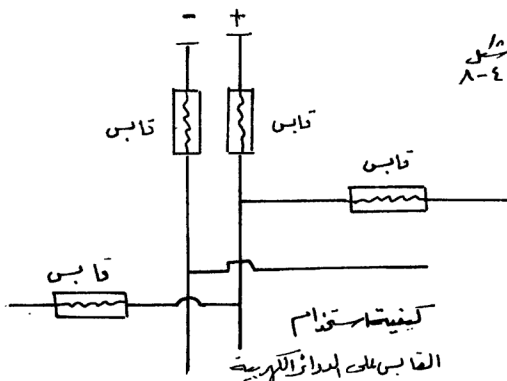 - +
شكل
٨-٤
قابس
قابس
قابس
قابس
كيفية استخدام
القابس على الدوائر الكهربية